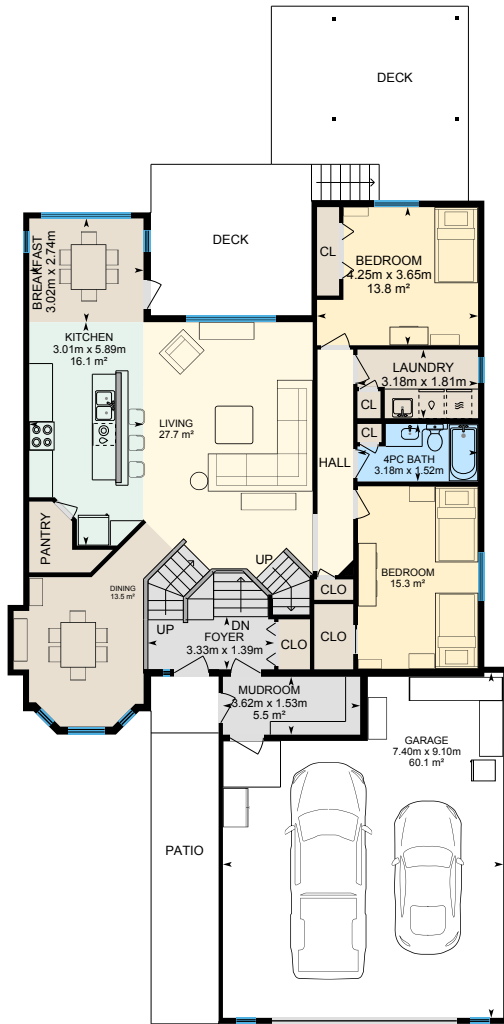 DECK
DECK
BREAKFAST
3.02m x 2.74m
CL
BEDROOM
4.25m x 3.65m
13.8 m²
KITCHEN
3.01m x 5.89m
16.1 m²
LAUNDRY
3.18m x 1.81m
CL
LIVING
27.7 m²
HALL
CL
4PC BATH
3.18m x 1.52m
PANTRY
UP
BEDROOM
15.3 m²
DINING
13.5 m²
CLO
UP
DN
FOYER
3.33m x 1.39m
CLO
CLO
MUDROOM
3.62m x 1.53m
5.5 m²
GARAGE
7.40m x 9.10m
60.1 m²
PATIO